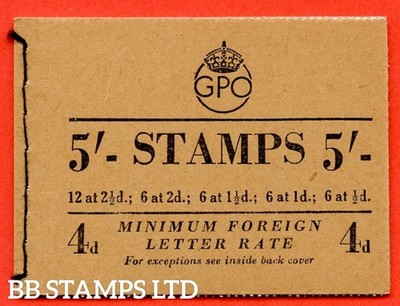 GPO
5/- STAMPS 5/-
12 at 2½d.; 6 at 2d.; 6 at 1½d.; 6 at 1d.; 6 at ½d.
4d MINIMUM FOREIGN 4d
LETTER RATE
For exceptions see inside back cover
BB STAMPS LTD